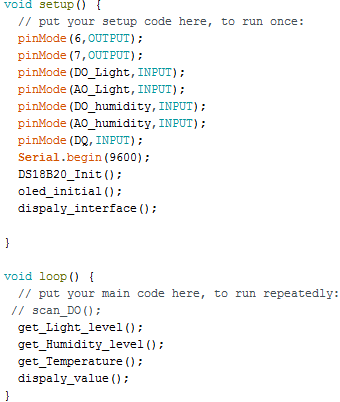 void setup() {
  // put your setup code here, to run once:
  pinMode(6,OUTPUT);
  pinMode(7,OUTPUT);
  pinMode(DO_Light,INPUT);
  pinMode(AO_Light,INPUT);
  pinMode(DO_humidity,INPUT);
  pinMode(AO_humidity,INPUT);
  pinMode(DQ,INPUT);
  Serial.begin(9600);
  DS18B20_Init();
  oled_initial();
  dispaly_interface();

}

void loop() {
  // put your main code here, to run repeatedly:
 // scan_DO();
  get_Light_level();
  get_Humidity_level();
  get_Temperature();
  dispaly_value();
}